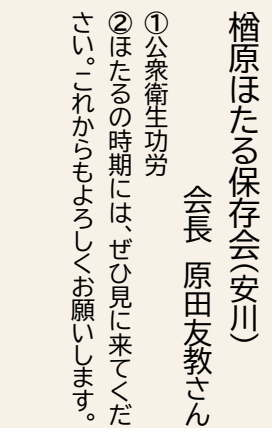 楢原ほたる保存会(安川)
会長 原田友教さん
①公衆衛生功労
②ほたるの時期には、ぜひ見に来てくだ
さい。これからもよろしくお願いします。